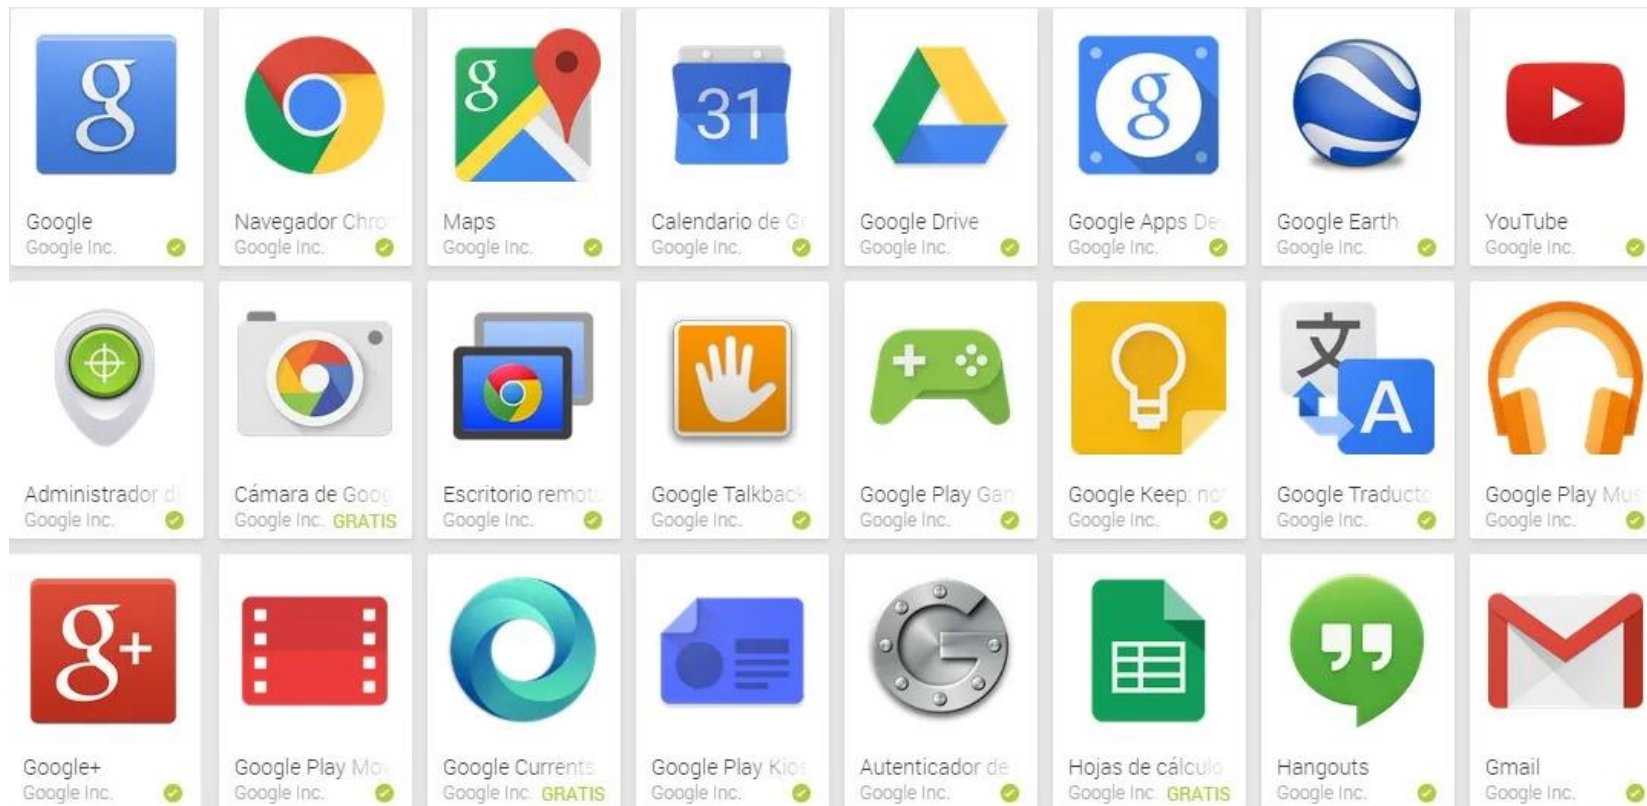 Google
Google Inc.
Navegador Chro
Google Inc.
Maps
Google Inc.
31
Calendario de G
Google Inc.
Google Drive
Google Inc.
Google Apps De
Google Inc.
Google Earth
Google Inc.
YouTube
Google Inc.
Administrador d
Google Inc.
Cámara de Goog
Google Inc. GRATIS
Escritorio remot
Google Inc.
Google Talkback
Google Inc.
Google Play Gam
Google Inc.
Google Keep: not
Google Inc.
文
A
Google Traducto
Google Inc.
Google Play Mus
Google Inc.
g+
Google+
Google Inc.
Google Play Mov
Google Inc.
Google Currents
Google Inc. GRATIS
Google Play Kios
Google Inc.
Autenticador de
Google Inc.
Hojas de cálculo
Google Inc. GRATIS
Hangouts
Google Inc.
Gmail
Google Inc.